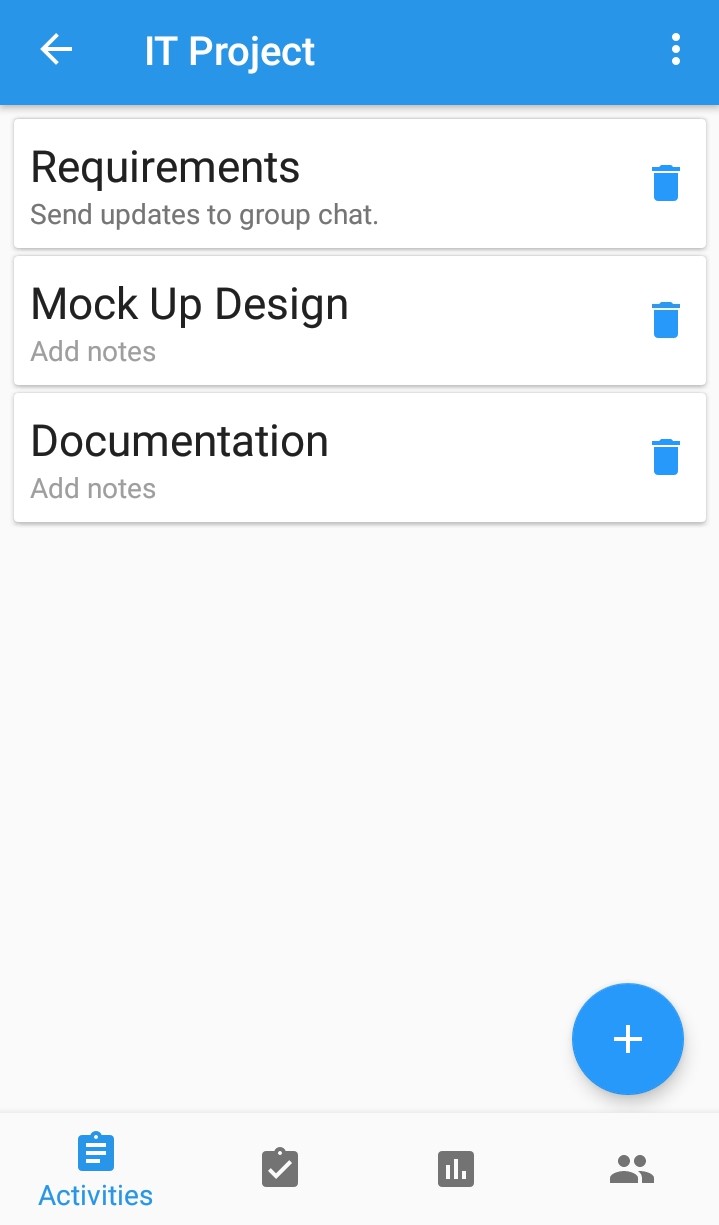 IT Project
Requirements
Send updates to group chat.
Mock Up Design
Add notes
Documentation
Add notes
Activities